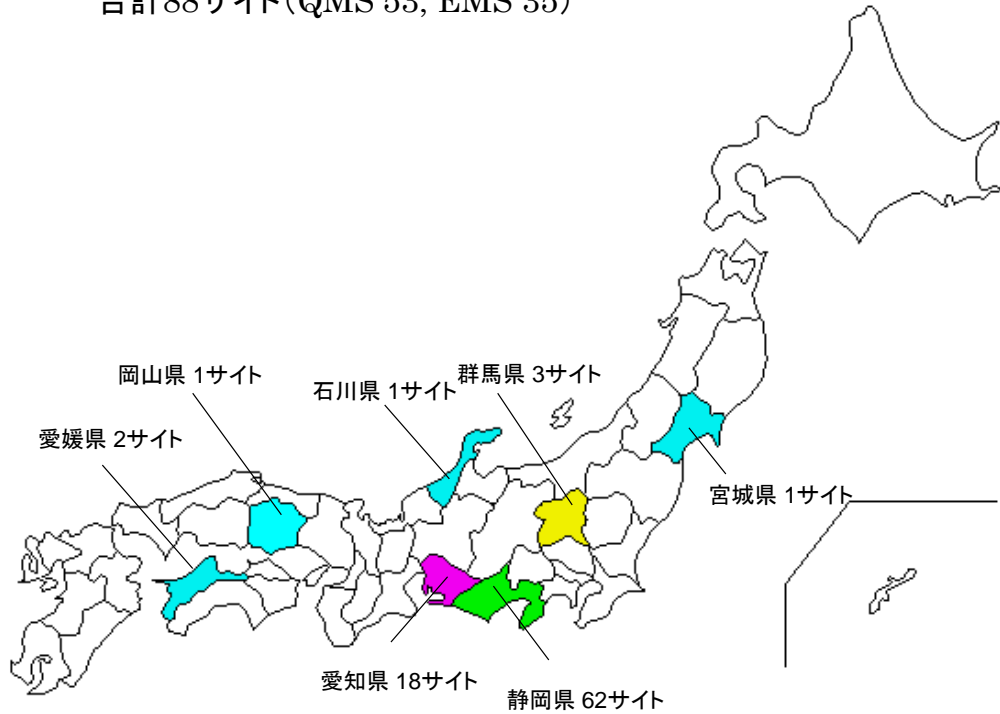 合計88サイト(QMS 53, EMS 35)
岡山県 1サイト
石川県 1サイト
群馬県 3サイト
愛媛県 2サイト
宮城県 1サイト
愛知県 18サイト
静岡県 62サイト